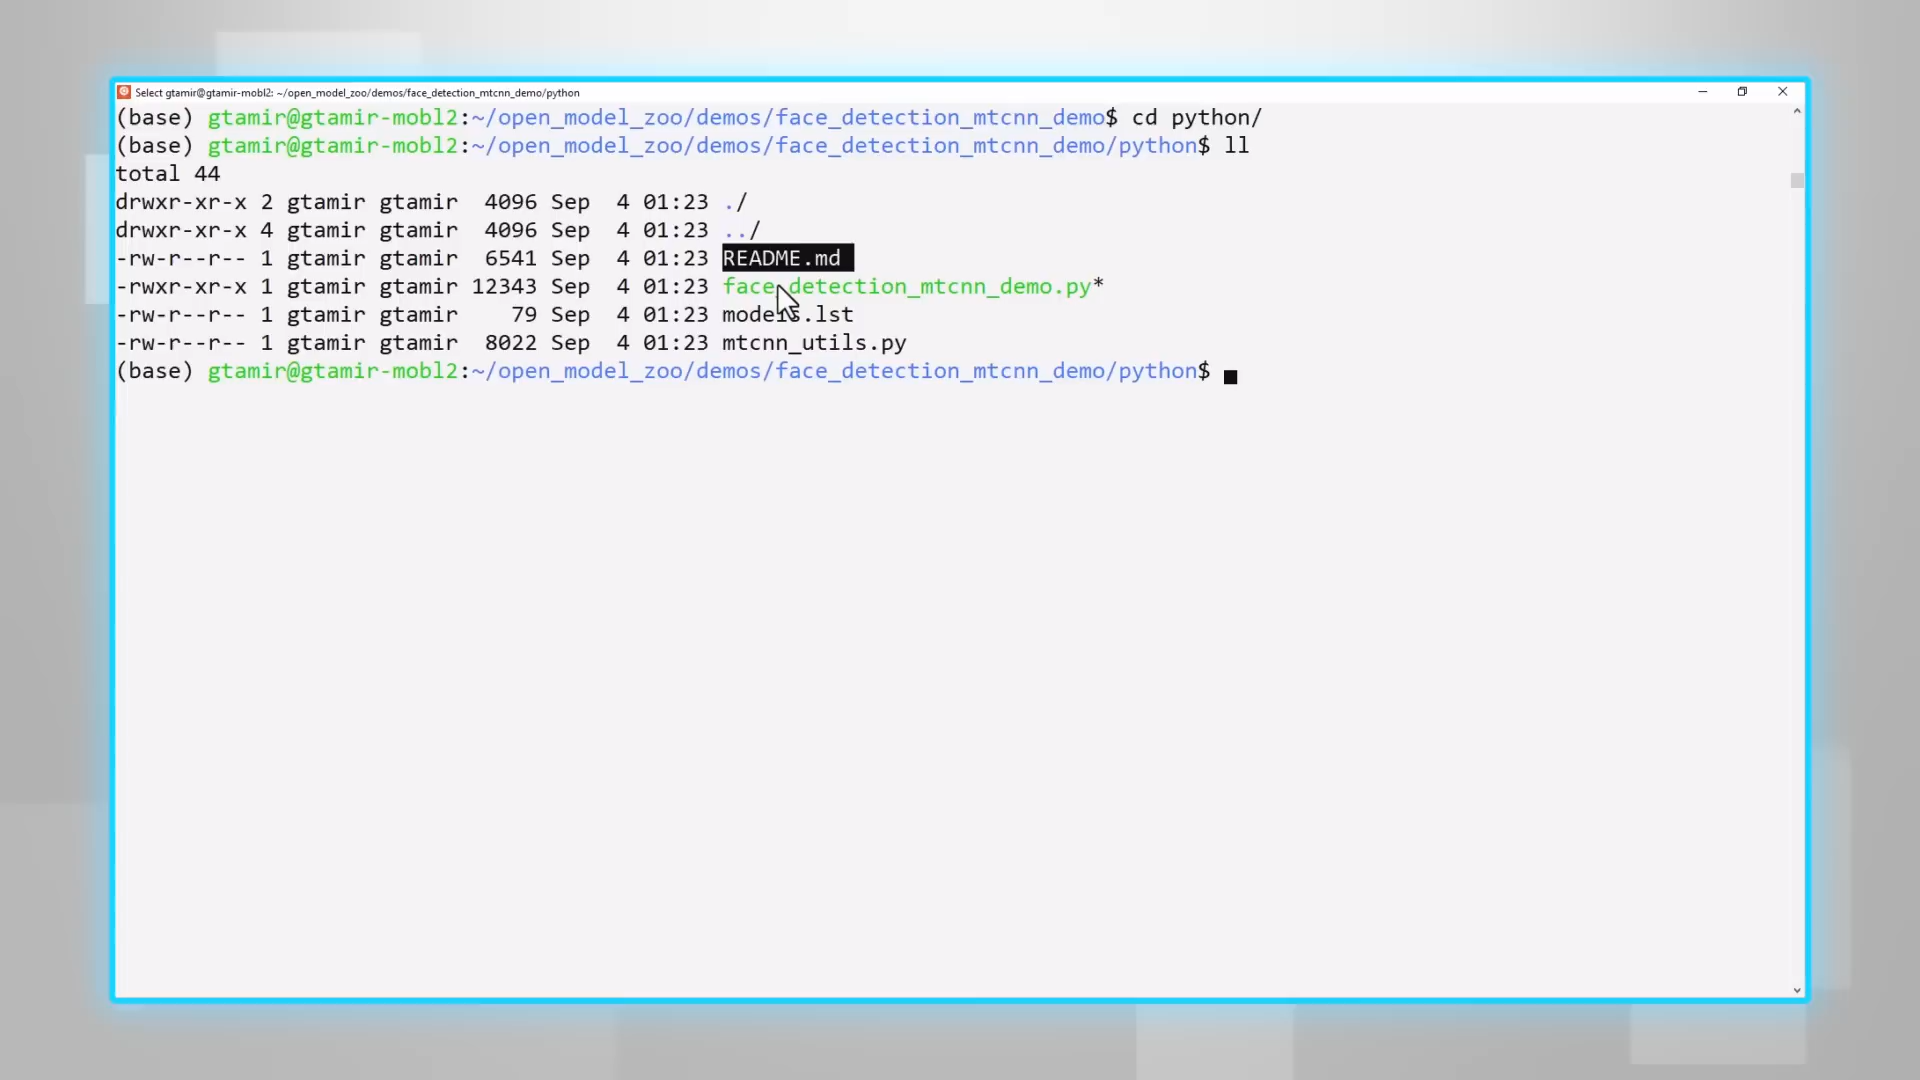 Select gtamir@gtamir-mobl2: ~/open_model_zoo/demos/face_detection_mtcnn_demo/python
(base) gtamir@gtamir-mobl2:~/open_model_zoo/demos/face_detection_mtcnn_demo$ cd python/
(base) gtamir@gtamir-mobl2:~/open_model_zoo/demos/face_detection_mtcnn_demo/python$ ll
total 44
drwxr-xr-x 2 gtamir gtamir  4096 Sep  4 01:23 ./
drwxr-xr-x 4 gtamir gtamir  4096 Sep  4 01:23 ../
-rw-r--r-- 1 gtamir gtamir  6541 Sep  4 01:23 README.md
-rwxr-xr-x 1 gtamir gtamir 12343 Sep  4 01:23 face_detection_mtcnn_demo.py*
-rw-r--r-- 1 gtamir gtamir    79 Sep  4 01:23 models.lst
-rw-r--r-- 1 gtamir gtamir  8022 Sep  4 01:23 mtcnn_utils.py
(base) gtamir@gtamir-mobl2:~/open_model_zoo/demos/face_detection_mtcnn_demo/python$